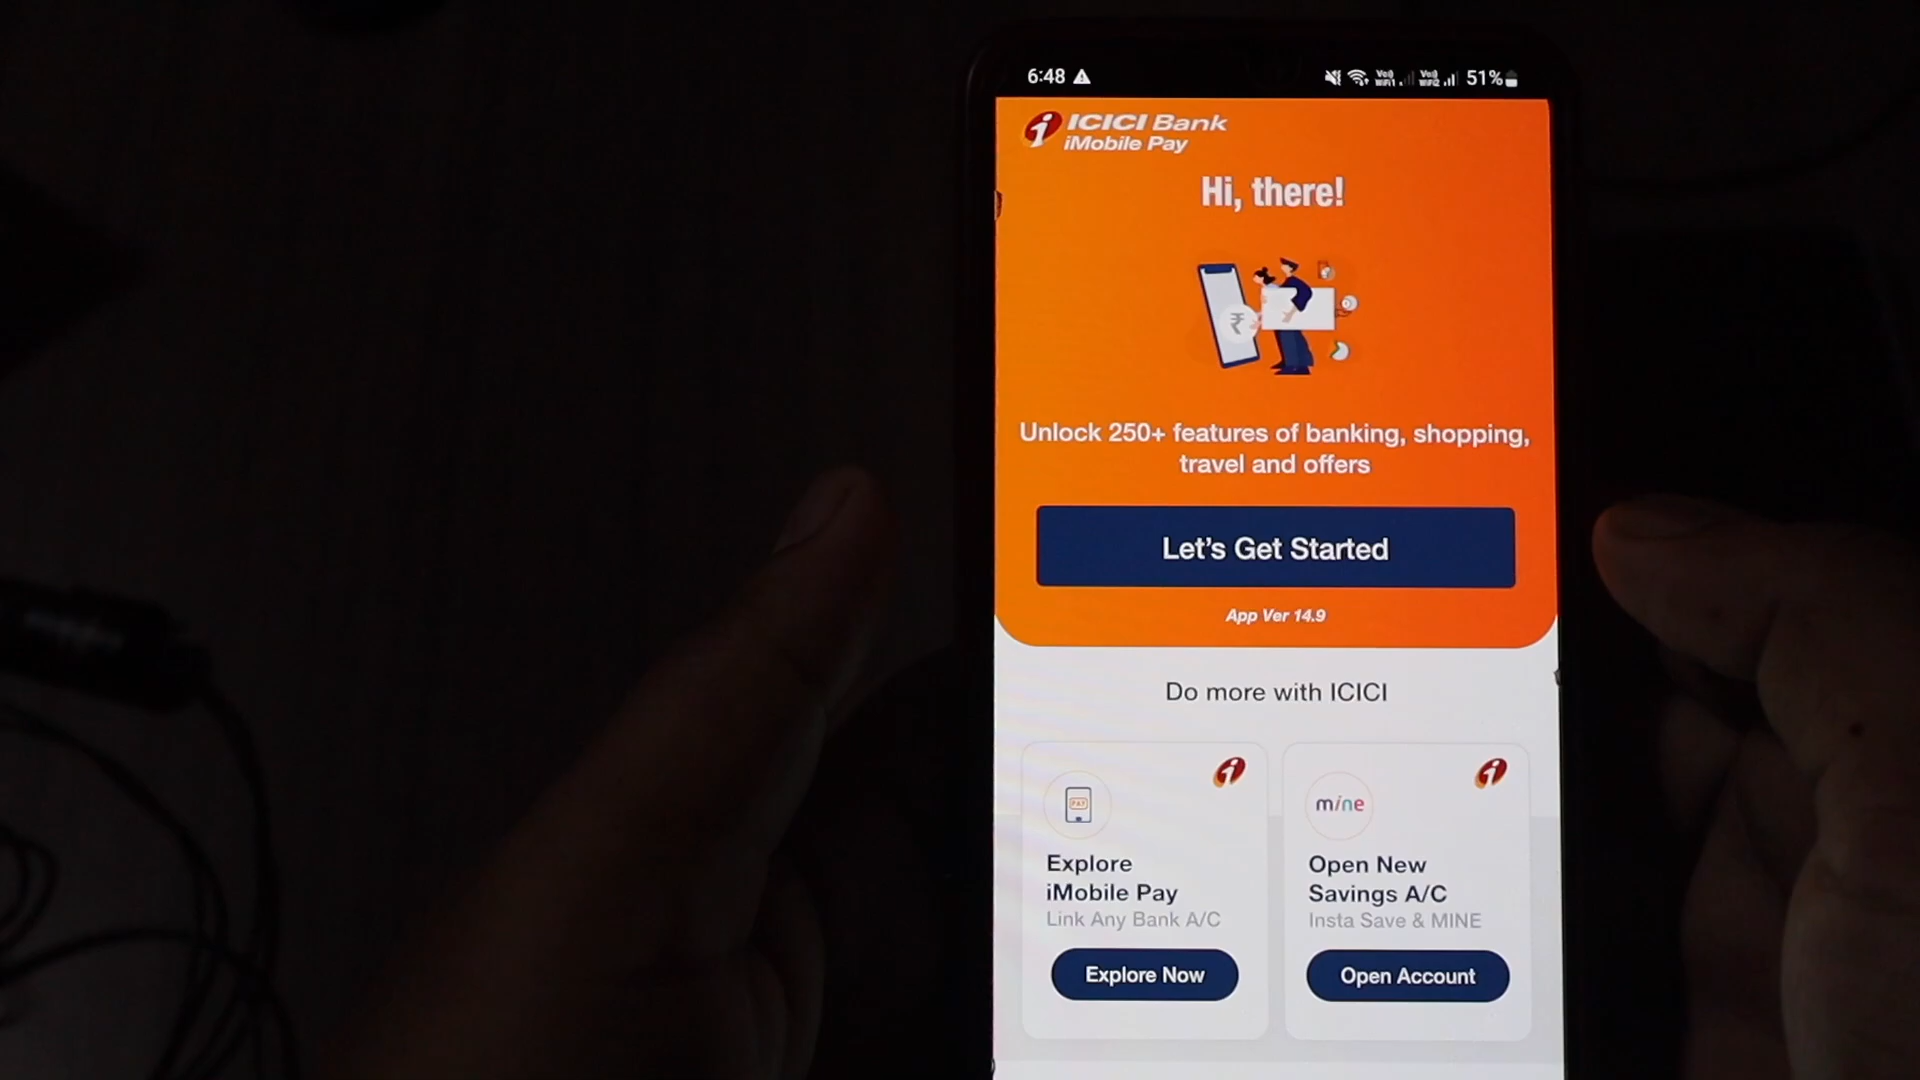 6:48 51%
ICICI Bank
iMobile Pay
Hi, there!
₹
Unlock 250+ features of banking, shopping,
travel and offers
Let's Get Started
App Ver 14.9
Do more with ICICI
PAY
mine
Explore
iMobile Pay
Link Any Bank A/C
Explore Now
Open New
Savings A/C
Insta Save & MINE
Open Account